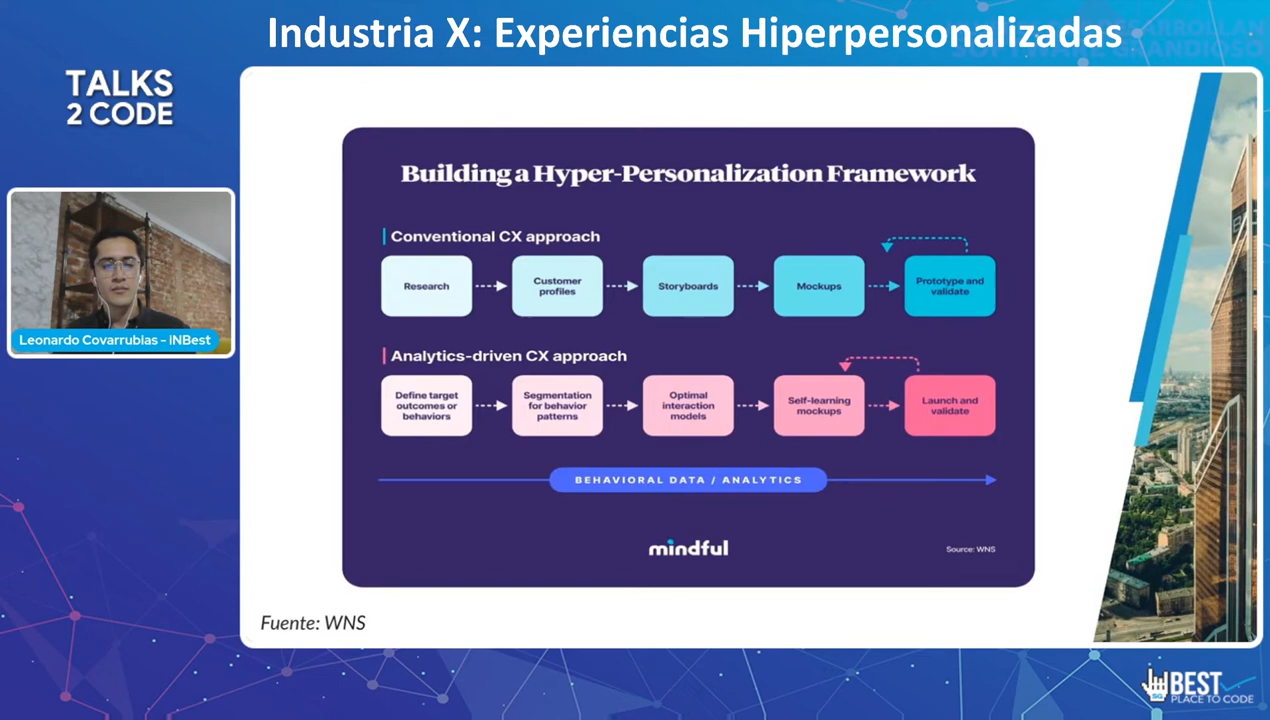 Industria X: Experiencias Hiperpersonalizadas
TALKS
2 CODE
Leonardo Covarrubias - INBest
Building a Hyper-Personalization Framework
Conventional CX approach
Research
Customer
profiles
Storyboards
Mockups
Prototype and
validate
Analytics-driven CX approach
Define target
outcomes or
behaviors
Segmentation
for behavior
patterns
Optimal
interaction
models
Self-learning
mockups
Launch and
validate
BEHAVIORAL DATA / ANALYTICS
mindful
Source: WNS
Fuente: WNS
SG
BEST
PLACE TO CODE